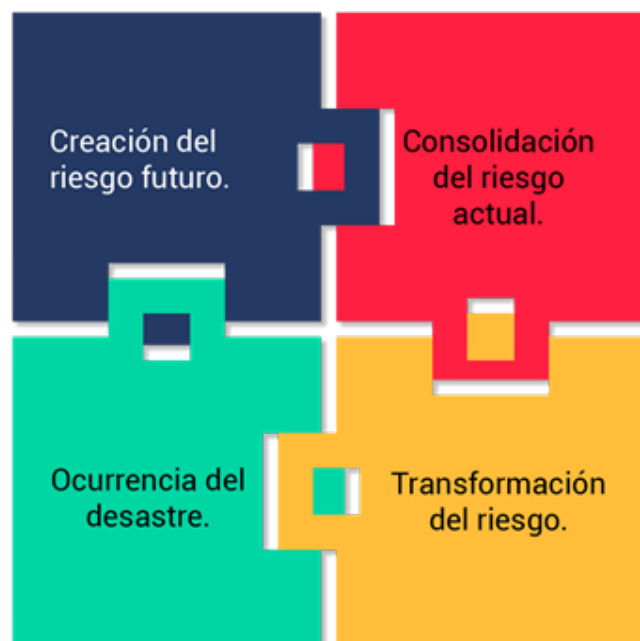 Creación del
riesgo futuro.
Consolidación
del riesgo
actual.
Ocurrencia del
desastre.
Transformación
del riesgo.